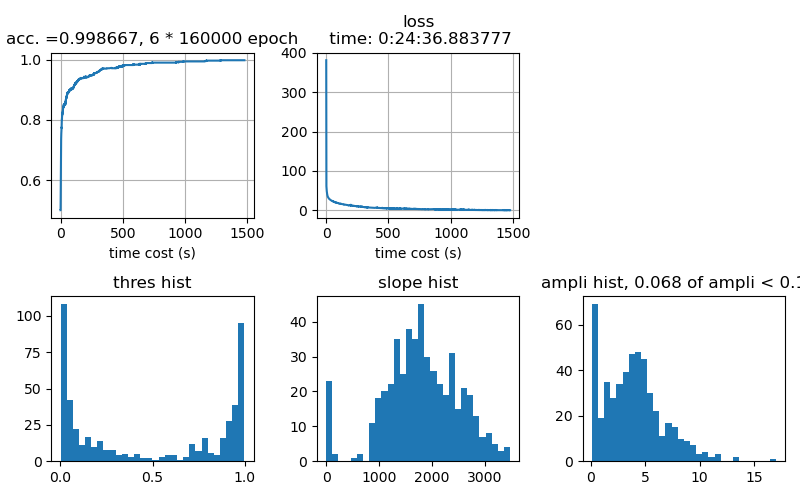 acc. =0.998667, 6 * 160000 epoch
loss
time: 0:24:36.883777
1.0
0.8
0.6
0 500 1000 1500
time cost (s)
400
300
200
100
0
0 500 1000 1500
time cost (s)
thres hist
slope hist
ampli hist, 0.068 of ampli < 0.1
100
75
50
25
0
0.0 0.5 1.0
40
30
20
10
0
0 1000 2000 3000
60
40
20
0
0 5 10 15